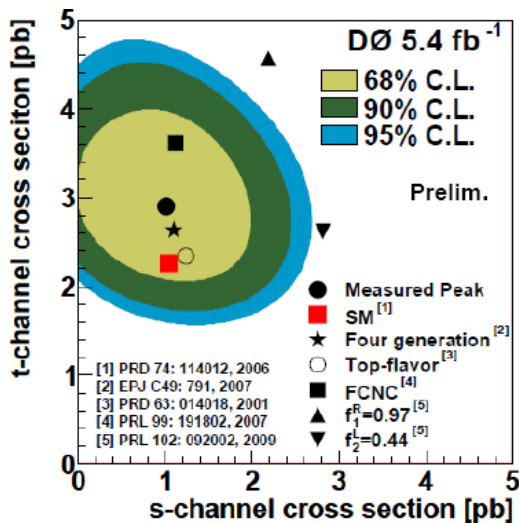 DØ 5.4 fb⁻¹
68% C.L.
90% C.L.
95% C.L.
Prelim.
Measured Peak
SM[1]
Four generation[2]
Top-flavor[3]
FCNC[4]
f₁ᴿ=0.97[5]
f₂ᴸ=0.44[5]
[1] PRD 74: 114012, 2006
[2] EPJ C49: 791, 2007
[3] PRD 63: 014018, 2001
[4] PRL 99: 191802, 2007
[5] PRL 102: 092002, 2009
t-channel cross seciton [pb]
5
4
3
2
1
0
0 1 2 3 4 5
s-channel cross section [pb]